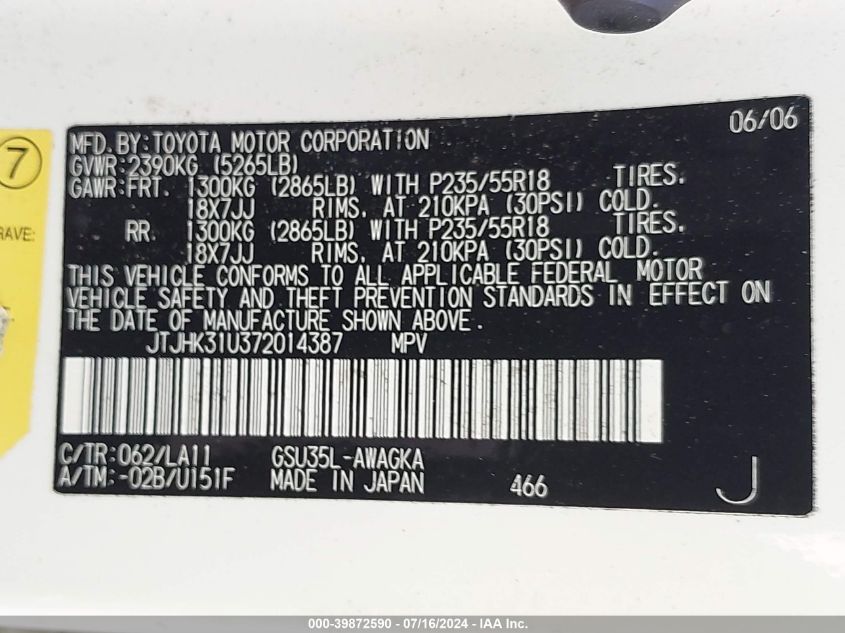 7
RAVE:
06/06
MFD. BY: TOYOTA MOTOR CORPORATION
GVWR: 2390KG (5265LB)
GAWR: FRT. 1300KG (2865LB) WITH P235/55R18 TIRES.
18X7JJ RIMS. AT 210KPA (30PSI) COLD.
RR. 1300KG (2865LB) WITH P235/55R18 TIRES.
18X7JJ RIMS. AT 210KPA (30PSI) COLD.
THIS VEHICLE CONFORMS TO ALL APPLICABLE FEDERAL MOTOR
VEHICLE SAFETY AND THEFT PREVENTION STANDARDS IN EFFECT ON
THE DATE OF MANUFACTURE SHOWN ABOVE.
JTJHK31U372014387 MPV
C/TR: 062/LA11 GSU35L-AWAGKA
A/TM: -02B/U151F MADE IN JAPAN 466 J
000-39872590 - 07/16/2024 - IAA Inc.